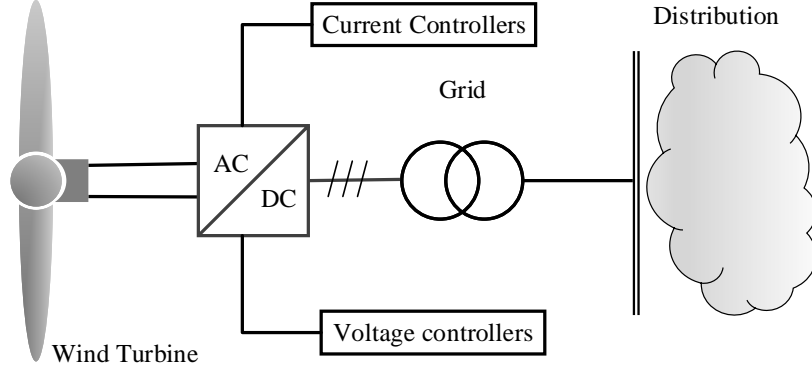 Distribution
Current Controllers
Grid
AC
DC
Voltage controllers
Wind Turbine